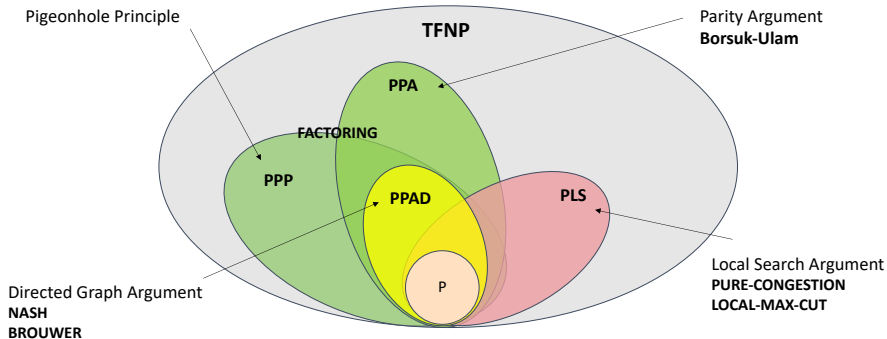 Pigeonhole Principle
TFNP
Parity Argument
Borsuk-Ulam
PPA
FACTORING
PPP
PPAD
PLS
P
Directed Graph Argument
NASH
BROUWER
Local Search Argument
PURE-CONGESTION
LOCAL-MAX-CUT